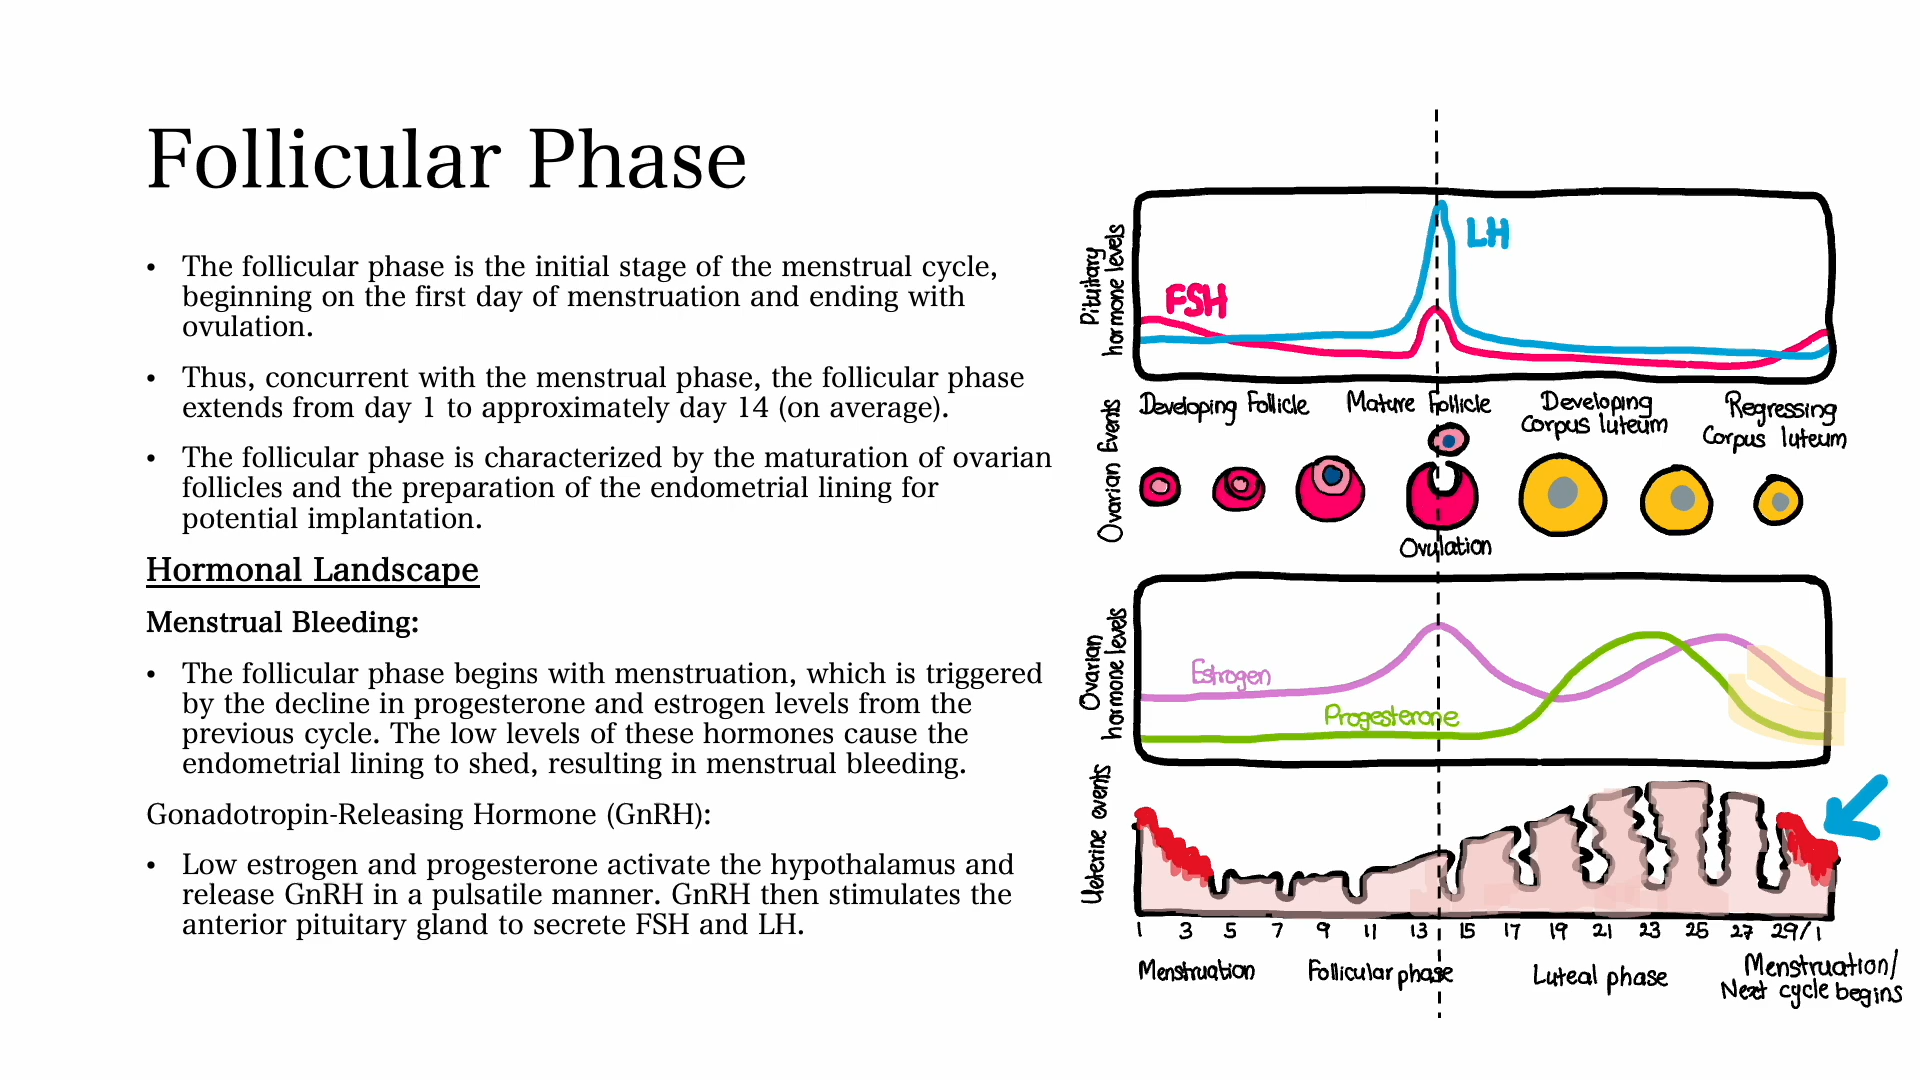 Follicular Phase
• The follicular phase is the initial stage of the menstrual cycle,
beginning on the first day of menstruation and ending with
ovulation.
• Thus, concurrent with the menstrual phase, the follicular phase
extends from day 1 to approximately day 14 (on average).
• The follicular phase is characterized by the maturation of ovarian
follicles and the preparation of the endometrial lining for
potential implantation.
Hormonal Landscape
Menstrual Bleeding:
• The follicular phase begins with menstruation, which is triggered
by the decline in progesterone and estrogen levels from the
previous cycle. The low levels of these hormones cause the
endometrial lining to shed, resulting in menstrual bleeding.
Gonadotropin-Releasing Hormone (GnRH):
• Low estrogen and progesterone activate the hypothalamus and
release GnRH in a pulsatile manner. GnRH then stimulates the
anterior pituitary gland to secrete FSH and LH.
Pituitary
hormone levels
LH
FSH
Ovarian Events
Developing Follicle
Mature Follicle
Developing
Corpus luteum
Regressing
Corpus luteum
Ovulation
Ovarian
hormone levels
Estrogen
Progesterone
Ueterine events
1 3 5 7 9 11 13 15 17 19 21 23 25 27 29/1
Menstruation
Follicular phase
Luteal phase
Menstruation/
Next cycle begins